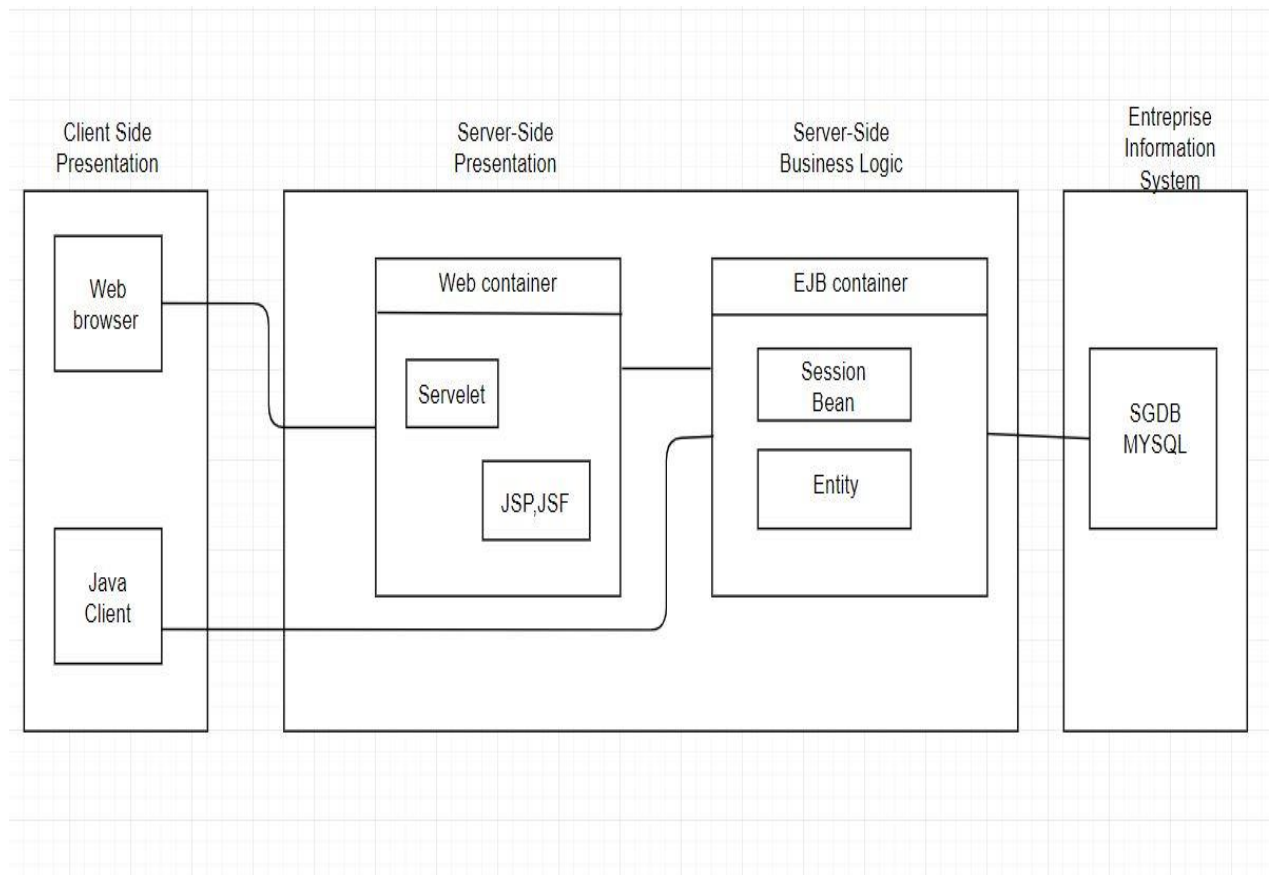 Client Side
Presentation
Server-Side
Presentation
Server-Side
Business Logic
Entreprise
Information
System
Web
browser
Java
Client
Web container
Servelet
JSP,JSF
EJB container
Session
Bean
Entity
SGDB
MYSQL